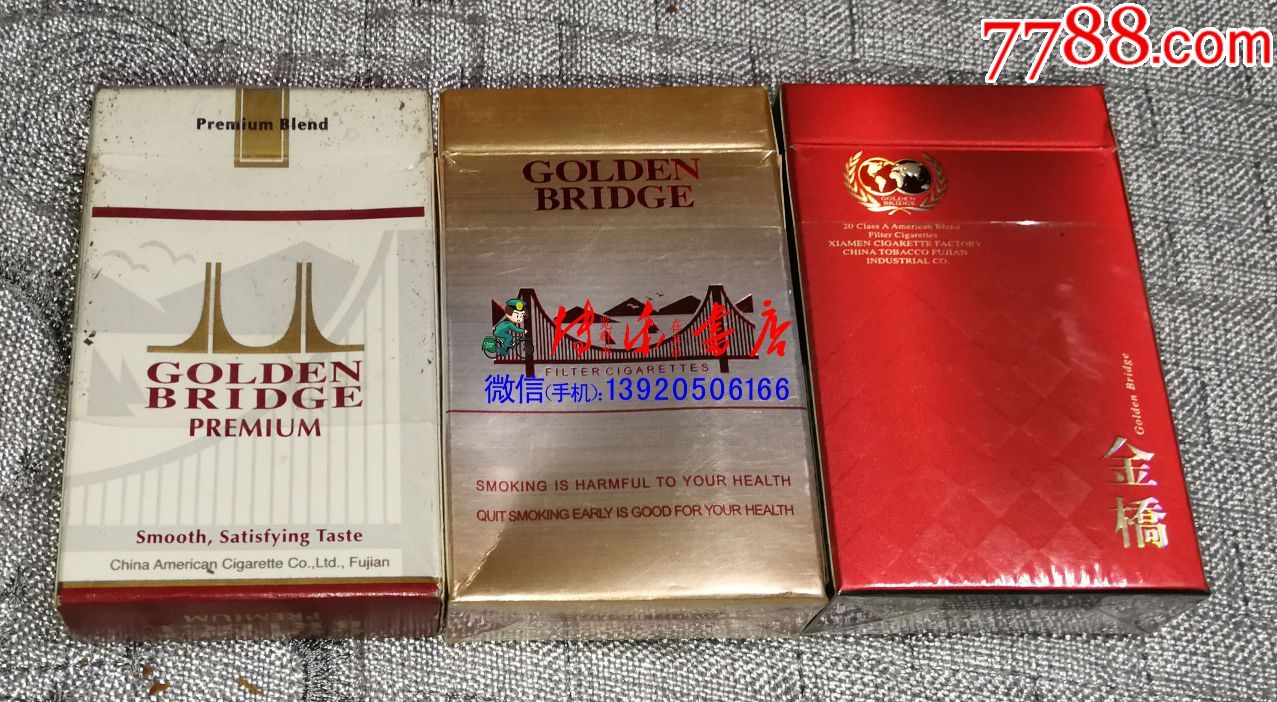 7788.com
Premium Blend
GOLDEN
BRIDGE
PREMIUM
Smooth, Satisfying Taste
China American Cigarette Co.,Ltd., Fujian
PREMIUM
GOLDEN
BRIDGE
书店
FILTER CIGARETTES
微信(手机):13920506166
SMOKING IS HARMFUL TO YOUR HEALTH
QUIT SMOKING EARLY IS GOOD FOR YOUR HEALTH
GOLDEN
BRIDGE
20 Class A American Blend
Filter Cigarettes
XIAMEN CIGARETTE FACTORY
CHINA TOBACCO FUJIAN
INDUSTRIAL CO.
Golden Bridge
金橋